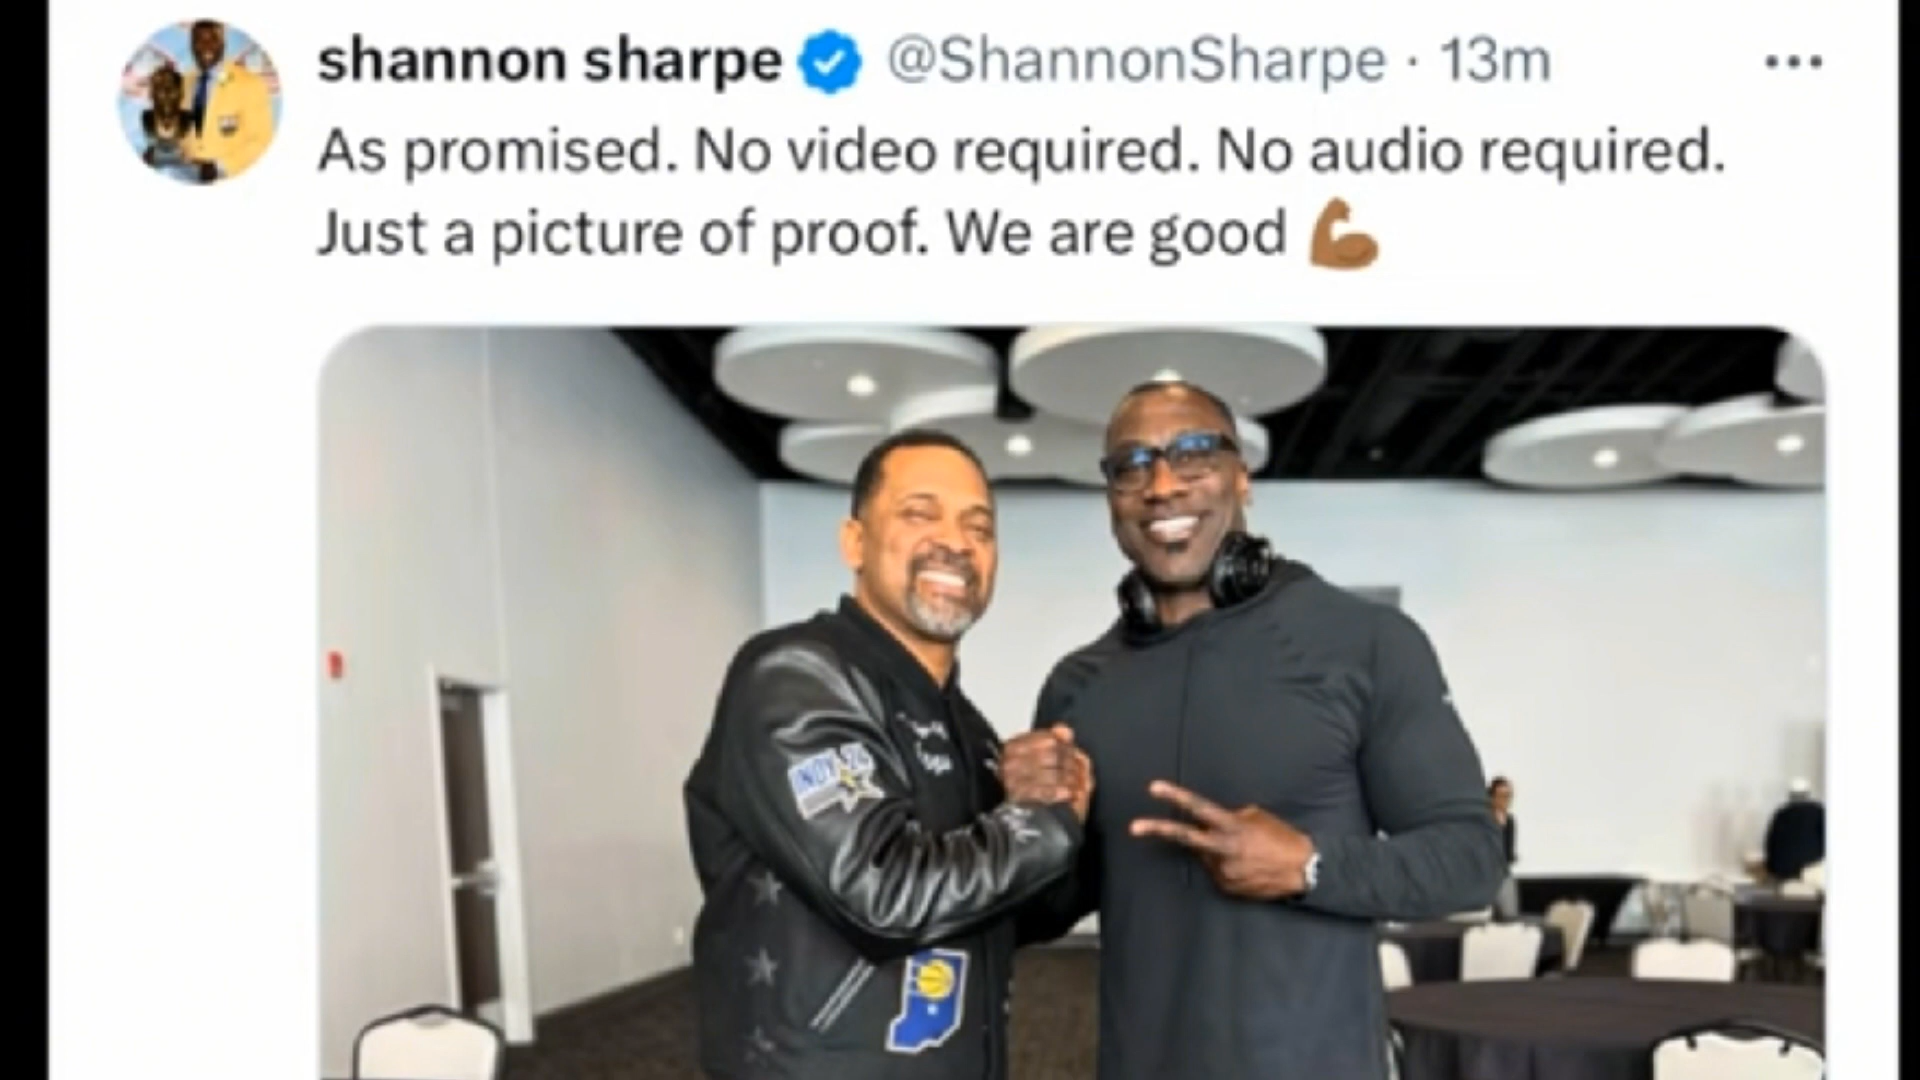 shannon sharpe @ShannonSharpe · 13m
As promised. No video required. No audio required.
Just a picture of proof. We are good 💪🏾
INDY